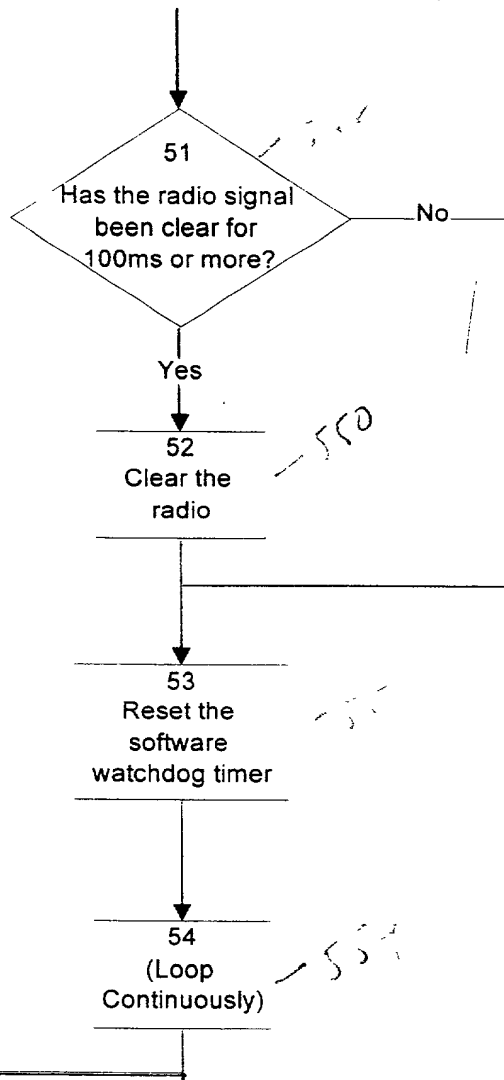 51
Has the radio signal
been clear for
100ms or more?
No
Yes
52
Clear the
radio
550
53
Reset the
software
watchdog timer
54
(Loop
Continuously)